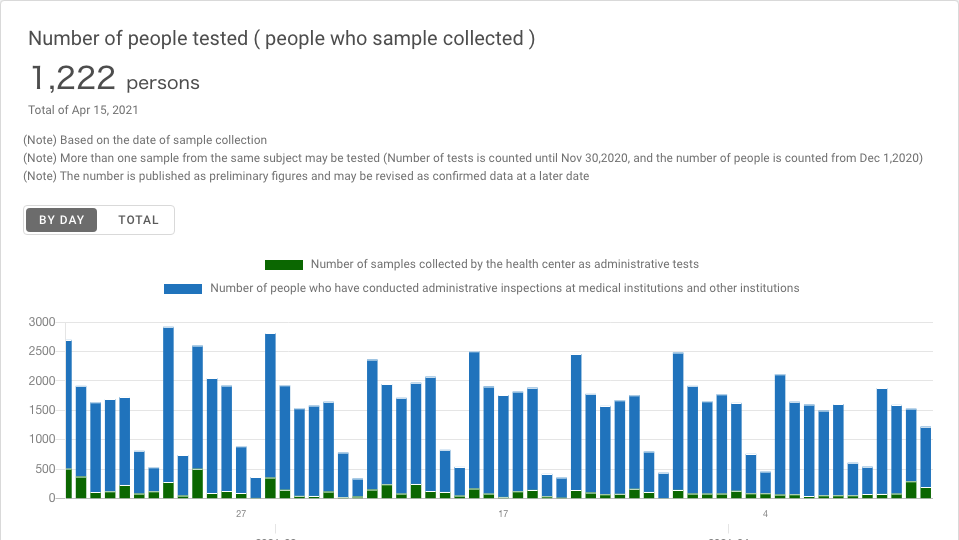 Number of people tested ( people who sample collected )
1,222 persons
Total of Apr 15, 2021
(Note) Based on the date of sample collection
(Note) More than one sample from the same subject may be tested (Number of tests is counted until Nov 30,2020, and the number of people is counted from Dec 1,2020)
(Note) The number is published as preliminary figures and may be revised as confirmed data at a later date
BY DAY TOTAL
Number of samples collected by the health center as administrative tests
Number of people who have conducted administrative inspections at medical institutions and other institutions
3000
2500
2000
1500
1000
500
0
27 17 4